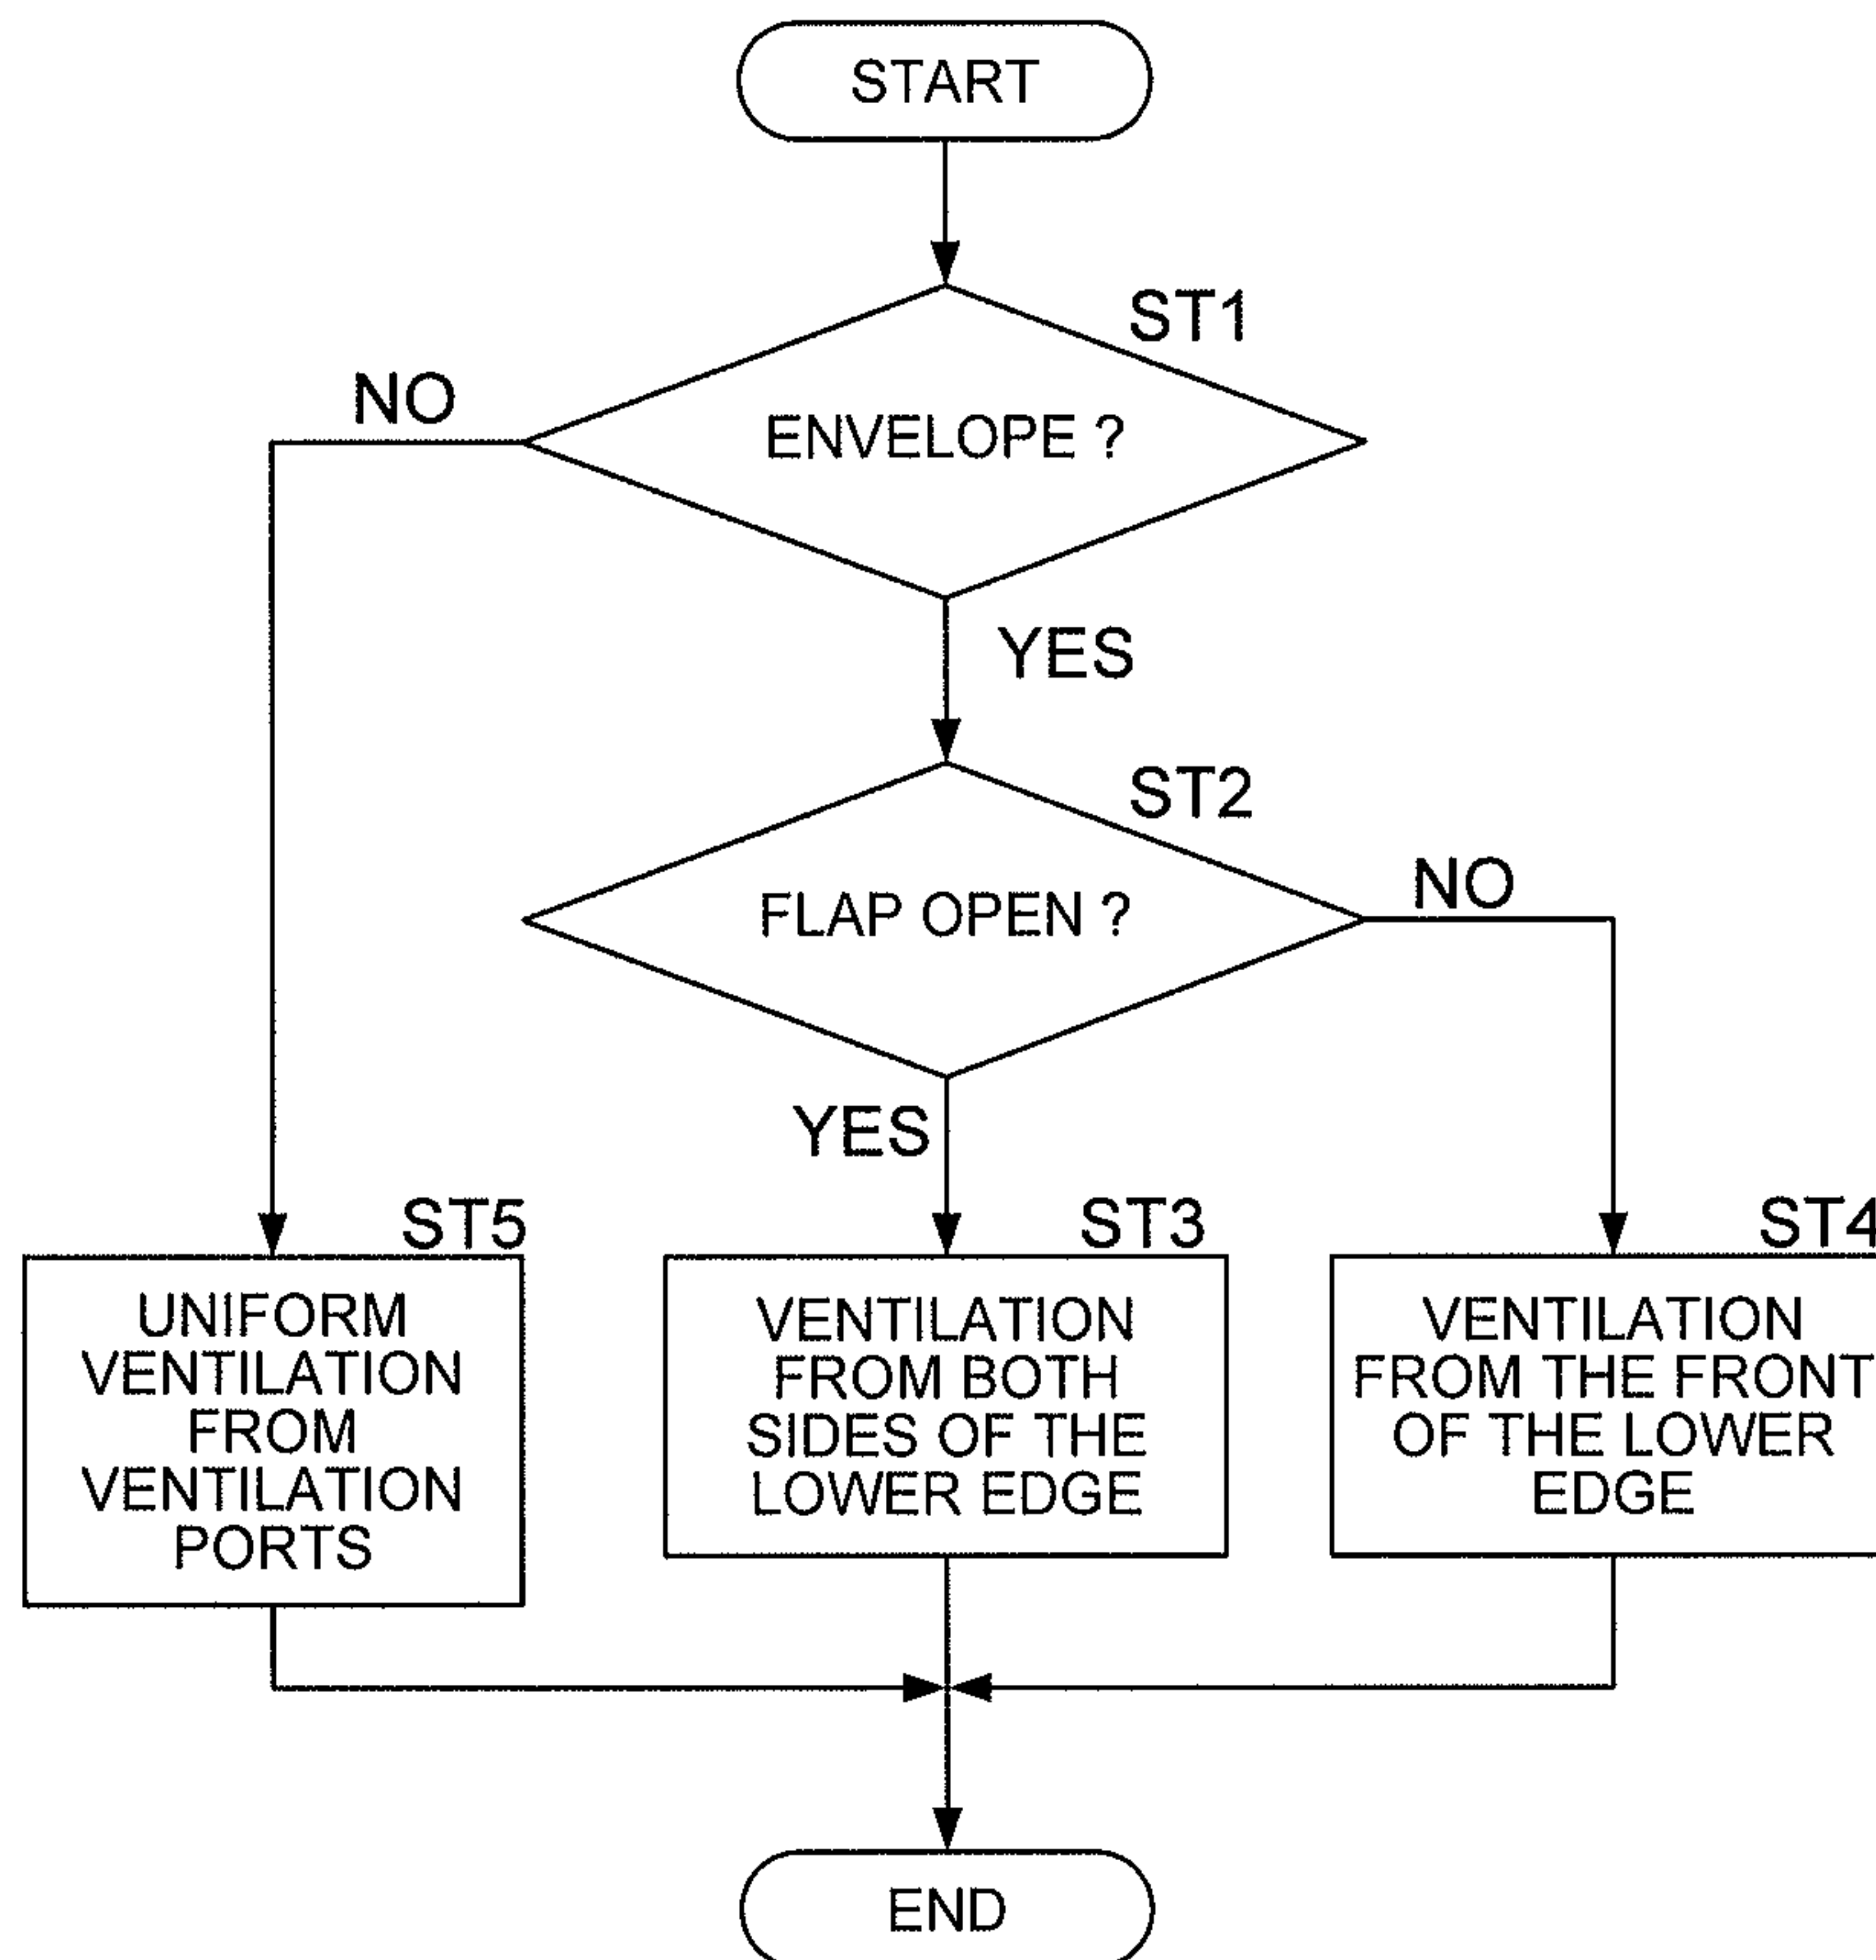 START
ST1
NO
ENVELOPE ?
YES
ST2
NO
FLAP OPEN ?
YES
ST5
ST3
ST4
UNIFORM
VENTILATION
FROM
VENTILATION
PORTS
VENTILATION
FROM BOTH
SIDES OF THE
LOWER EDGE
VENTILATION
FROM THE FRONT
OF THE LOWER
EDGE
END